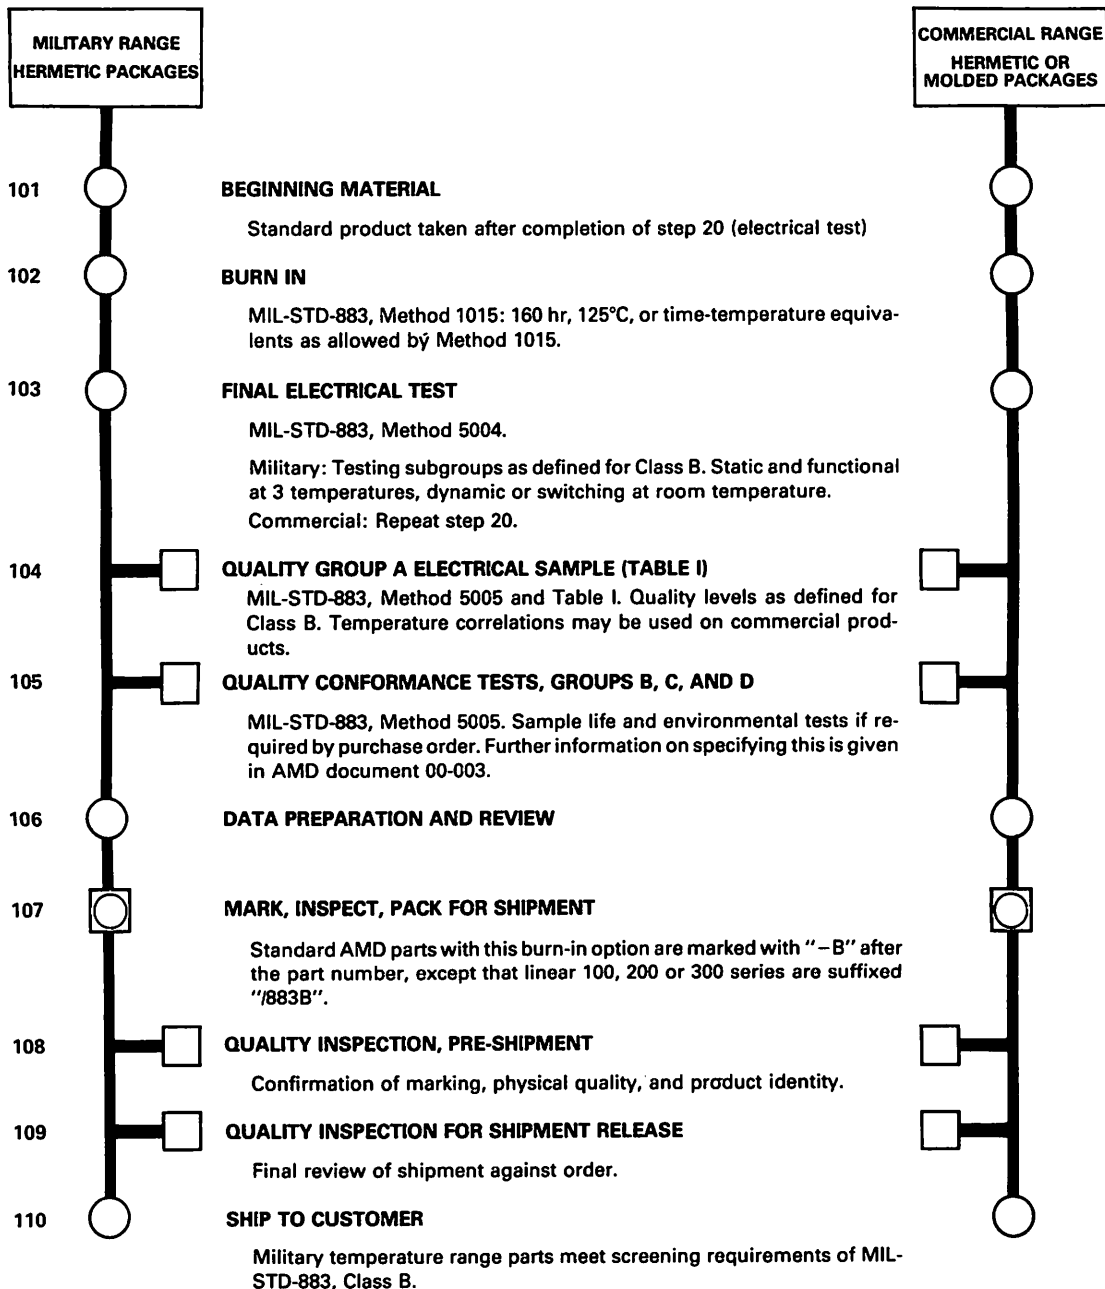 MILITARY RANGE
HERMETIC PACKAGES
COMMERCIAL RANGE
HERMETIC OR
MOLDED PACKAGES
101 BEGINNING MATERIAL
Standard product taken after completion of step 20 (electrical test)
102 BURN IN
MIL-STD-883, Method 1015: 160 hr, 125°C, or time-temperature equiva-
lents as allowed by Method 1015.
103 FINAL ELECTRICAL TEST
MIL-STD-883, Method 5004.
Military: Testing subgroups as defined for Class B. Static and functional
at 3 temperatures, dynamic or switching at room temperature.
Commercial: Repeat step 20.
104 QUALITY GROUP A ELECTRICAL SAMPLE (TABLE I)
MIL-STD-883, Method 5005 and Table I. Quality levels as defined for
Class B. Temperature correlations may be used on commercial prod-
ucts.
105 QUALITY CONFORMANCE TESTS, GROUPS B, C, AND D
MIL-STD-883, Method 5005. Sample life and environmental tests if re-
quired by purchase order. Further information on specifying this is given
in AMD document 00-003.
106 DATA PREPARATION AND REVIEW
107 MARK, INSPECT, PACK FOR SHIPMENT
Standard AMD parts with this burn-in option are marked with "–B" after
the part number, except that linear 100, 200 or 300 series are suffixed
"/883B".
108 QUALITY INSPECTION, PRE-SHIPMENT
Confirmation of marking, physical quality, and product identity.
109 QUALITY INSPECTION FOR SHIPMENT RELEASE
Final review of shipment against order.
110 SHIP TO CUSTOMER
Military temperature range parts meet screening requirements of MIL-
STD-883, Class B.